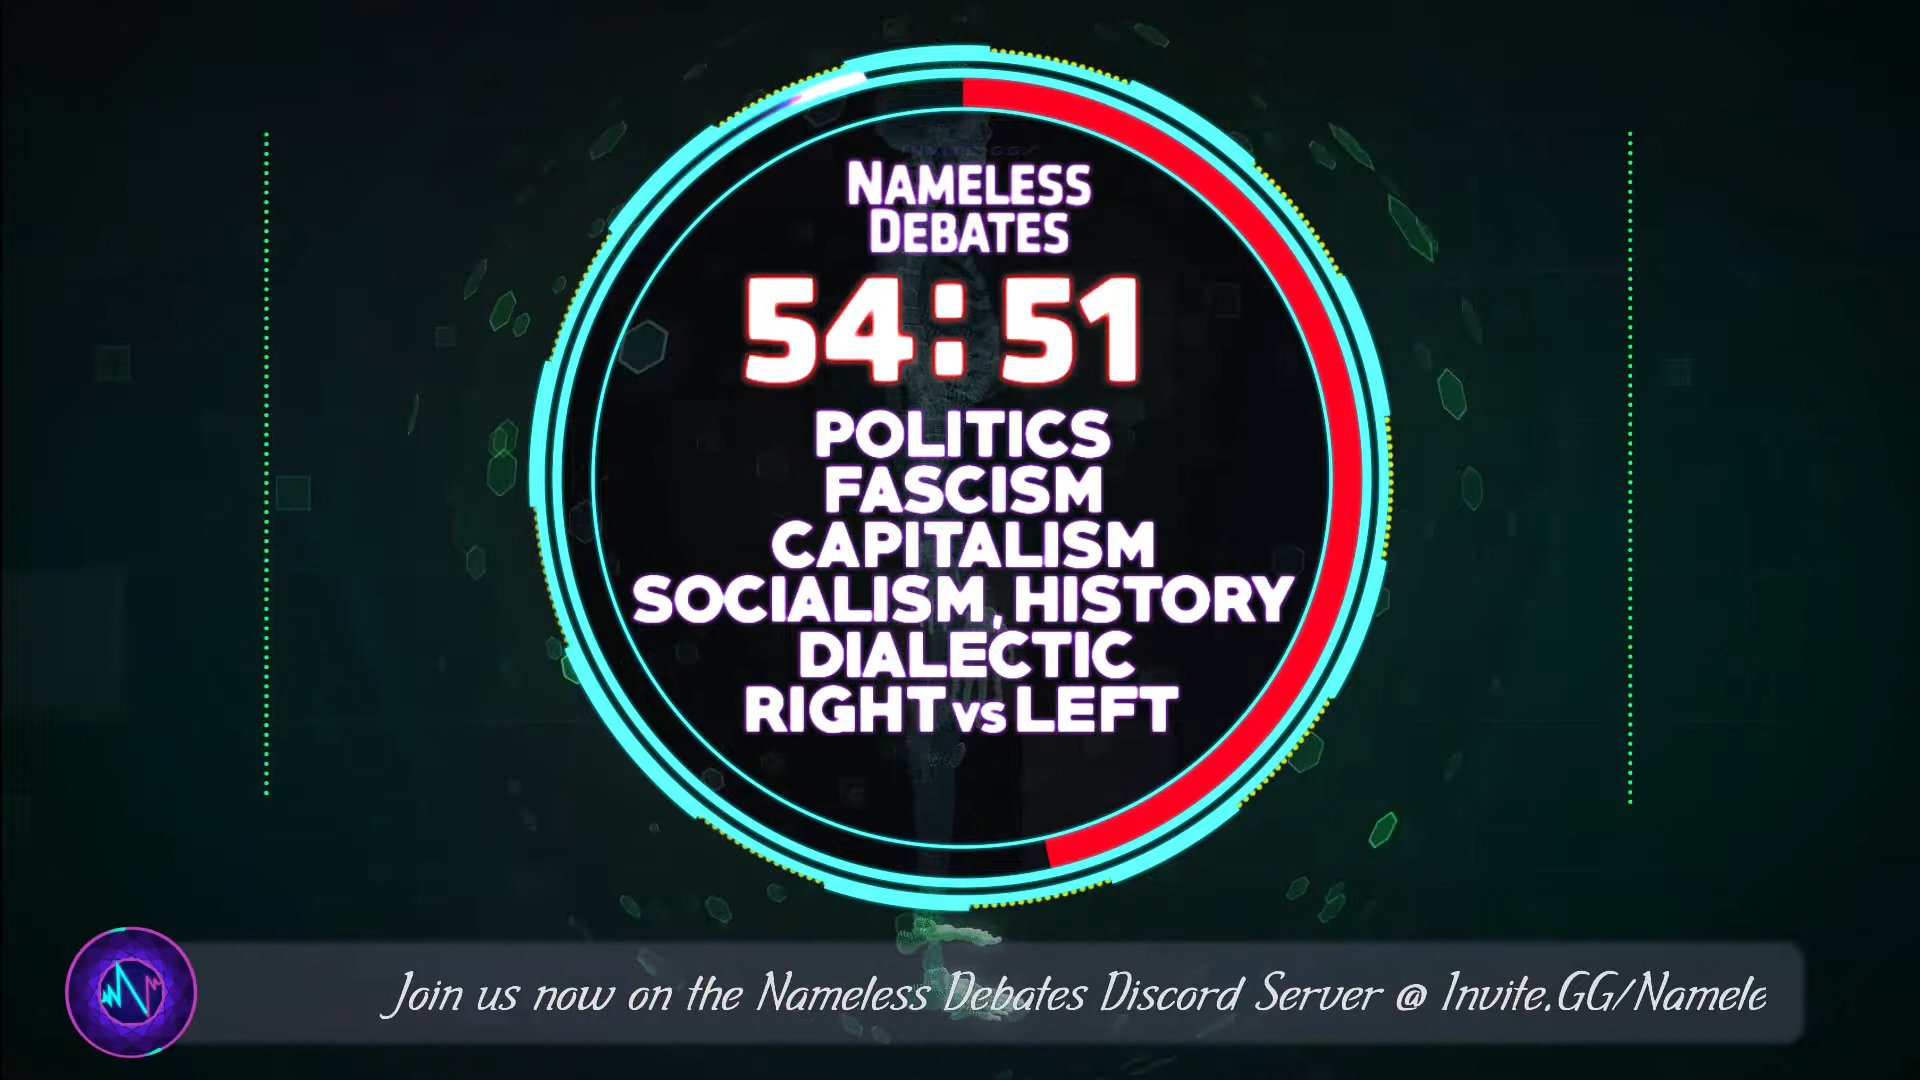 NAMELESS
DEBATES
54:51
POLITICS
FASCISM
CAPITALISM
SOCIALISM, HISTORY
DIALECTIC
RIGHT VS LEFT
Join us now on the Nameless Debates Discord Server @ Invite.GG/Namele